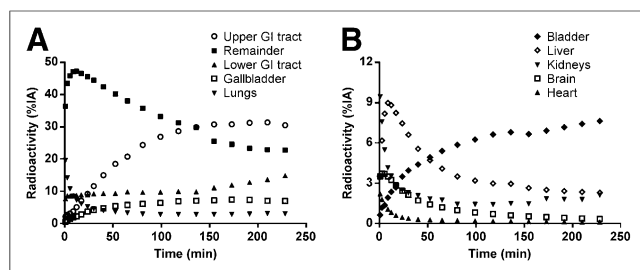 A
Upper GI tract
Remainder
Lower GI tract
Gallbladder
Lungs
Radioactivity (%IA)
50
40
30
20
10
0
0
50
100
150
200
250
Time (min)
B
Bladder
Liver
Kidneys
Brain
Heart
Radioactivity (%IA)
12
9
6
3
0
0
50
100
150
200
250
Time (min)